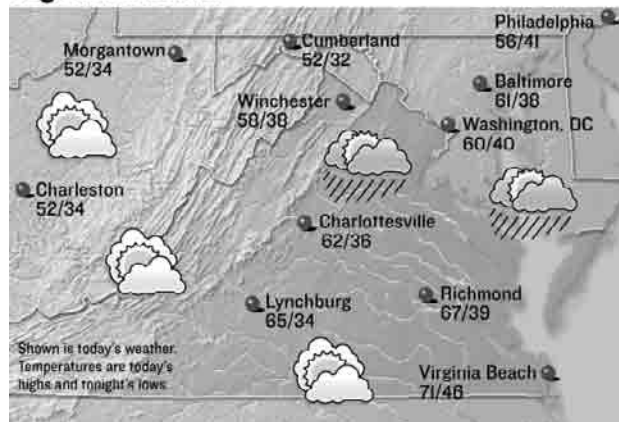 Philadelphia
56/41
Morgantown
52/34
Cumberland
52/32
Baltimore
61/38
Winchester
58/38
Washington, DC
60/40
Charleston
52/34
Charlottesville
62/36
Lynchburg
65/34
Richmond
67/39
Shown is today's weather.
Temperatures are today's
highs and tonight's lows.
Virginia Beach
71/46